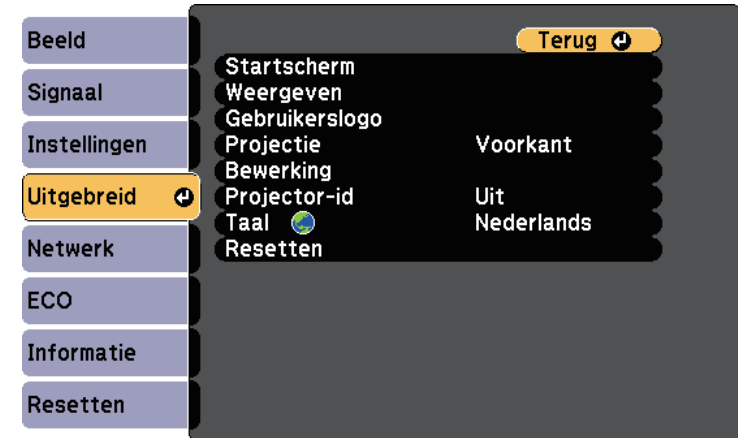 Beeld
Signaal
Instellingen
Uitgebreid
Netwerk
ECO
Informatie
Resetten
Terug
Startscherm
Weergeven
Gebruikerslogo
Projectie Voorkant
Bewerking
Projector-id Uit
Taal Nederlands
Resetten